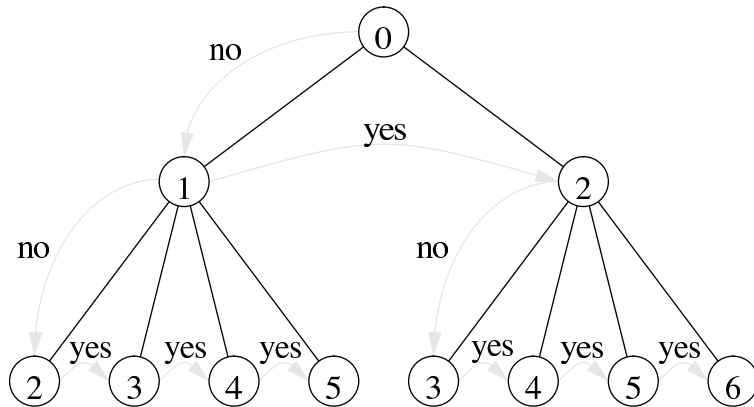 0
no
yes
1
2
no
no
yes
yes
yes
yes
yes
yes
2
3
4
5
3
4
5
6